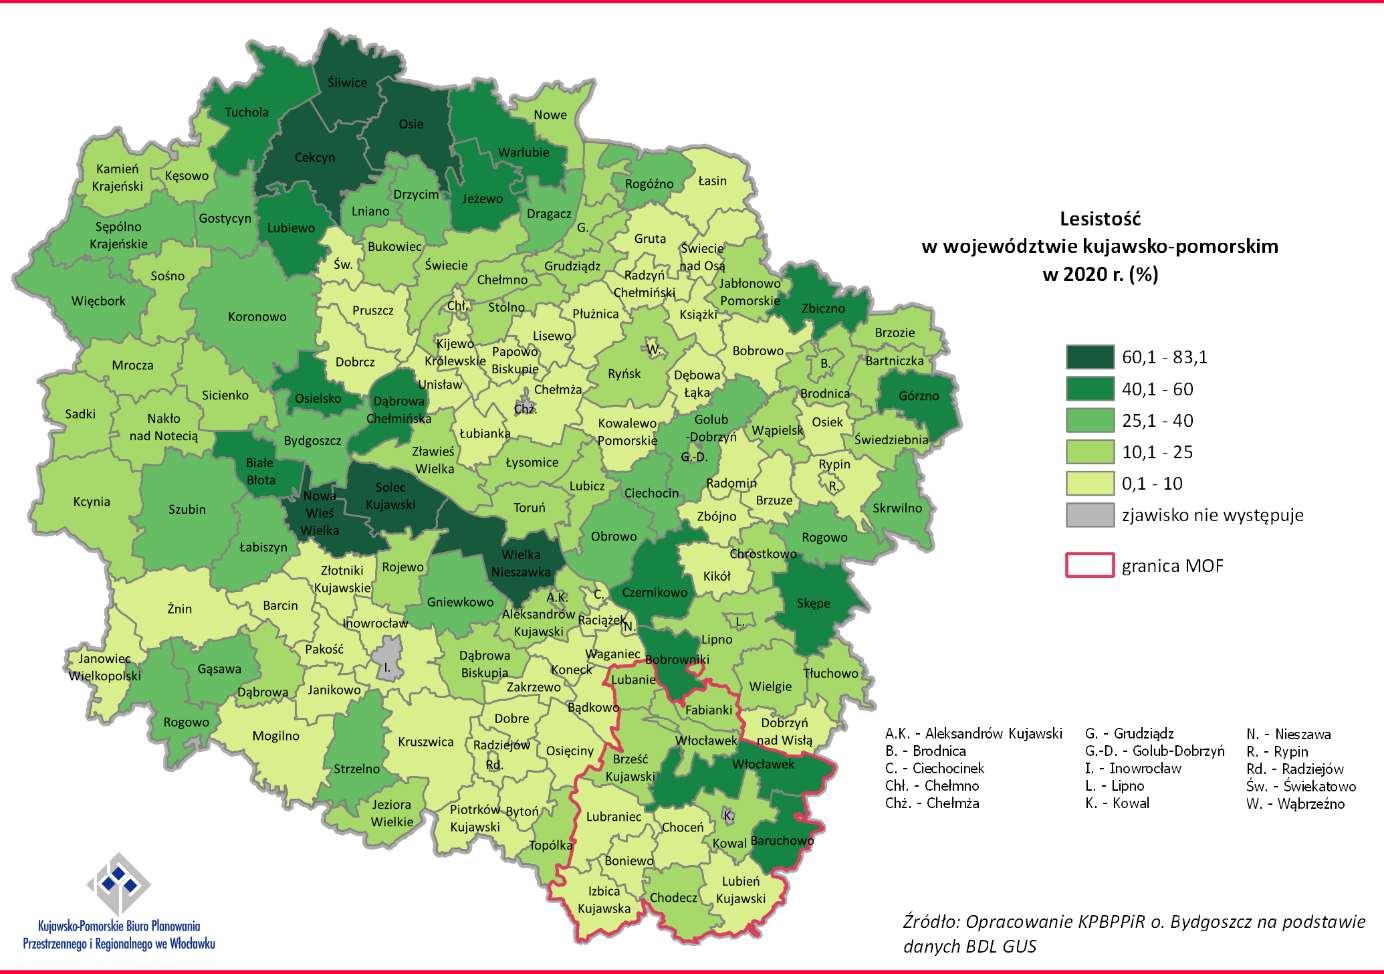 Lesistość
w województwie kujawsko-pomorskim
w 2020 r. (%)
60,1 - 83,1
40,1 - 60
25,1 - 40
10,1 - 25
0,1 - 10
zjawisko nie występuje
granica MOF
Śliwice
Tuchola
Osie
Nowe
Cekcyn
Warlubie
Kamień
Krajeński
Kęsowo
Rogóźno
Łasin
Drzycim
Jeżewo
Lniano
Dragacz
Gostycyn
Sępólno
Krajeńskie
Lubiewo
G.
Gruta
Bukowiec
Świecie
nad Osą
Św.
Świecie
Grudziądz
Sośno
Chełmno
Radzyń
Chełmiński
Jabłonowo
Pomorskie
Więcbork
Zbiczno
Chł.
Stolno
Koronowo
Pruszcz
Płużnica
Książki
Brzozie
Lisewo
Kijewo
Królewskie
Papowo
Biskupie
W.
Bobrowo
Bartniczka
B.
Mrocza
Dobrcz
Ryńsk
Dębowa
Łąka
Unisław
Chełmża
Brodnica
Górzno
Sicienko
Osielsko
Dąbrowa
Chełmińska
Chż.
Sadki
Nakło
nad Notecią
Golub
-Dobrzyń
Wąpielsk
Osiek
Kowalewo
Pomorskie
Łubianka
Bydgoszcz
Świedziebnia
Zławieś
Wielka
G.-D.
Łysomice
Rypin
R.
Białe
Błota
Radomin
Solec
Kujawski
Lubicz
Ciechocin
Brzuze
Nowa
Wieś
Wielka
Kcynia
Szubin
Toruń
Zbójno
Skrwilno
Łabiszyn
Obrowo
Rogowo
Wielka
Nieszawka
Chrostkowo
Złotniki
Kujawskie
Rojewo
Kikół
Czernikowo
Gniewkowo
A.K.
C.
Skępe
Żnin
Barcin
Inowrocław
Aleksandrów
Kujawski
Raciążek
N.
L.
Lipno
Pakość
Waganiec
Bobrowniki
Janowiec
Wielkopolski
Gąsawa
I.
Dąbrowa
Biskupia
Koneck
Lubanie
Tłuchowo
Dąbrowa
Janikowo
Zakrzewo
Wielgie
Bądkowo
Fabianki
Rogowo
Dobre
Dobrzyń
nad Wisłą
Mogilno
Kruszwica
Radziejów
Osięciny
Włocławek
Rd.
Brześć
Kujawski
Włocławek
Strzelno
Jeziora
Wielkie
Piotrków
Kujawski
Bytoń
Lubraniec
K.
Choceń
Topólka
Kowal
Baruchowo
Boniewo
Izbica
Kujawska
Chodecz
Lubień
Kujawski
A.K. - Aleksandrów Kujawski
B. - Brodnica
C. - Ciechocinek
Chł. - Chełmno
Chż. - Chełmża
G. - Grudziądz
G.-D. - Golub-Dobrzyń
I. - Inowrocław
L. - Lipno
K. - Kowal
N. - Nieszawa
R. - Rypin
Rd. - Radziejów
Św. - Świekatowo
W. - Wąbrzeźno
Kujawsko-Pomorskie Biuro Planowania
Przestrzennego i Regionalnego we Włocławku
Źródło: Opracowanie KPBPPiR o. Bydgoszcz na podstawie
danych BDL GUS